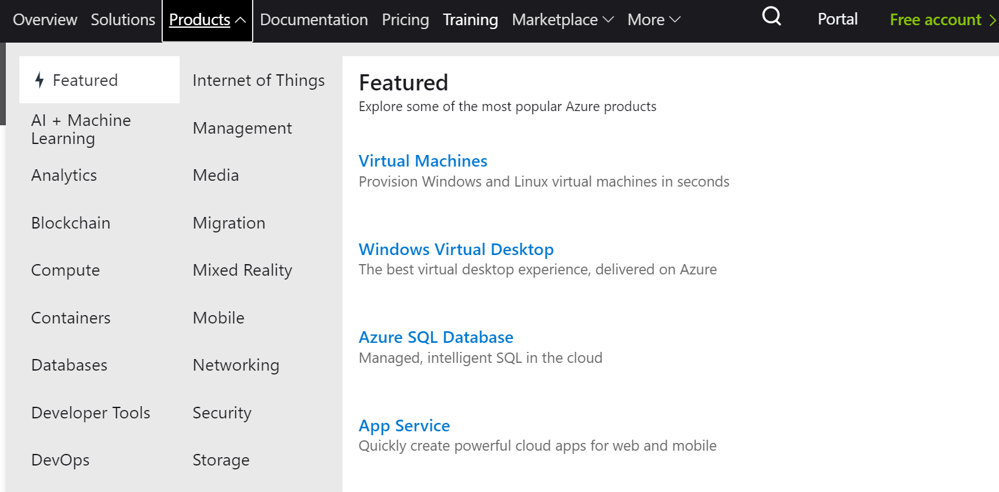 Overview Solutions Products Documentation Pricing Training Marketplace More Portal Free account
Featured
AI + Machine
Learning
Analytics
Blockchain
Compute
Containers
Databases
Developer Tools
DevOps
Internet of Things
Management
Media
Migration
Mixed Reality
Mobile
Networking
Security
Storage
Featured
Explore some of the most popular Azure products
Virtual Machines
Provision Windows and Linux virtual machines in seconds
Windows Virtual Desktop
The best virtual desktop experience, delivered on Azure
Azure SQL Database
Managed, intelligent SQL in the cloud
App Service
Quickly create powerful cloud apps for web and mobile